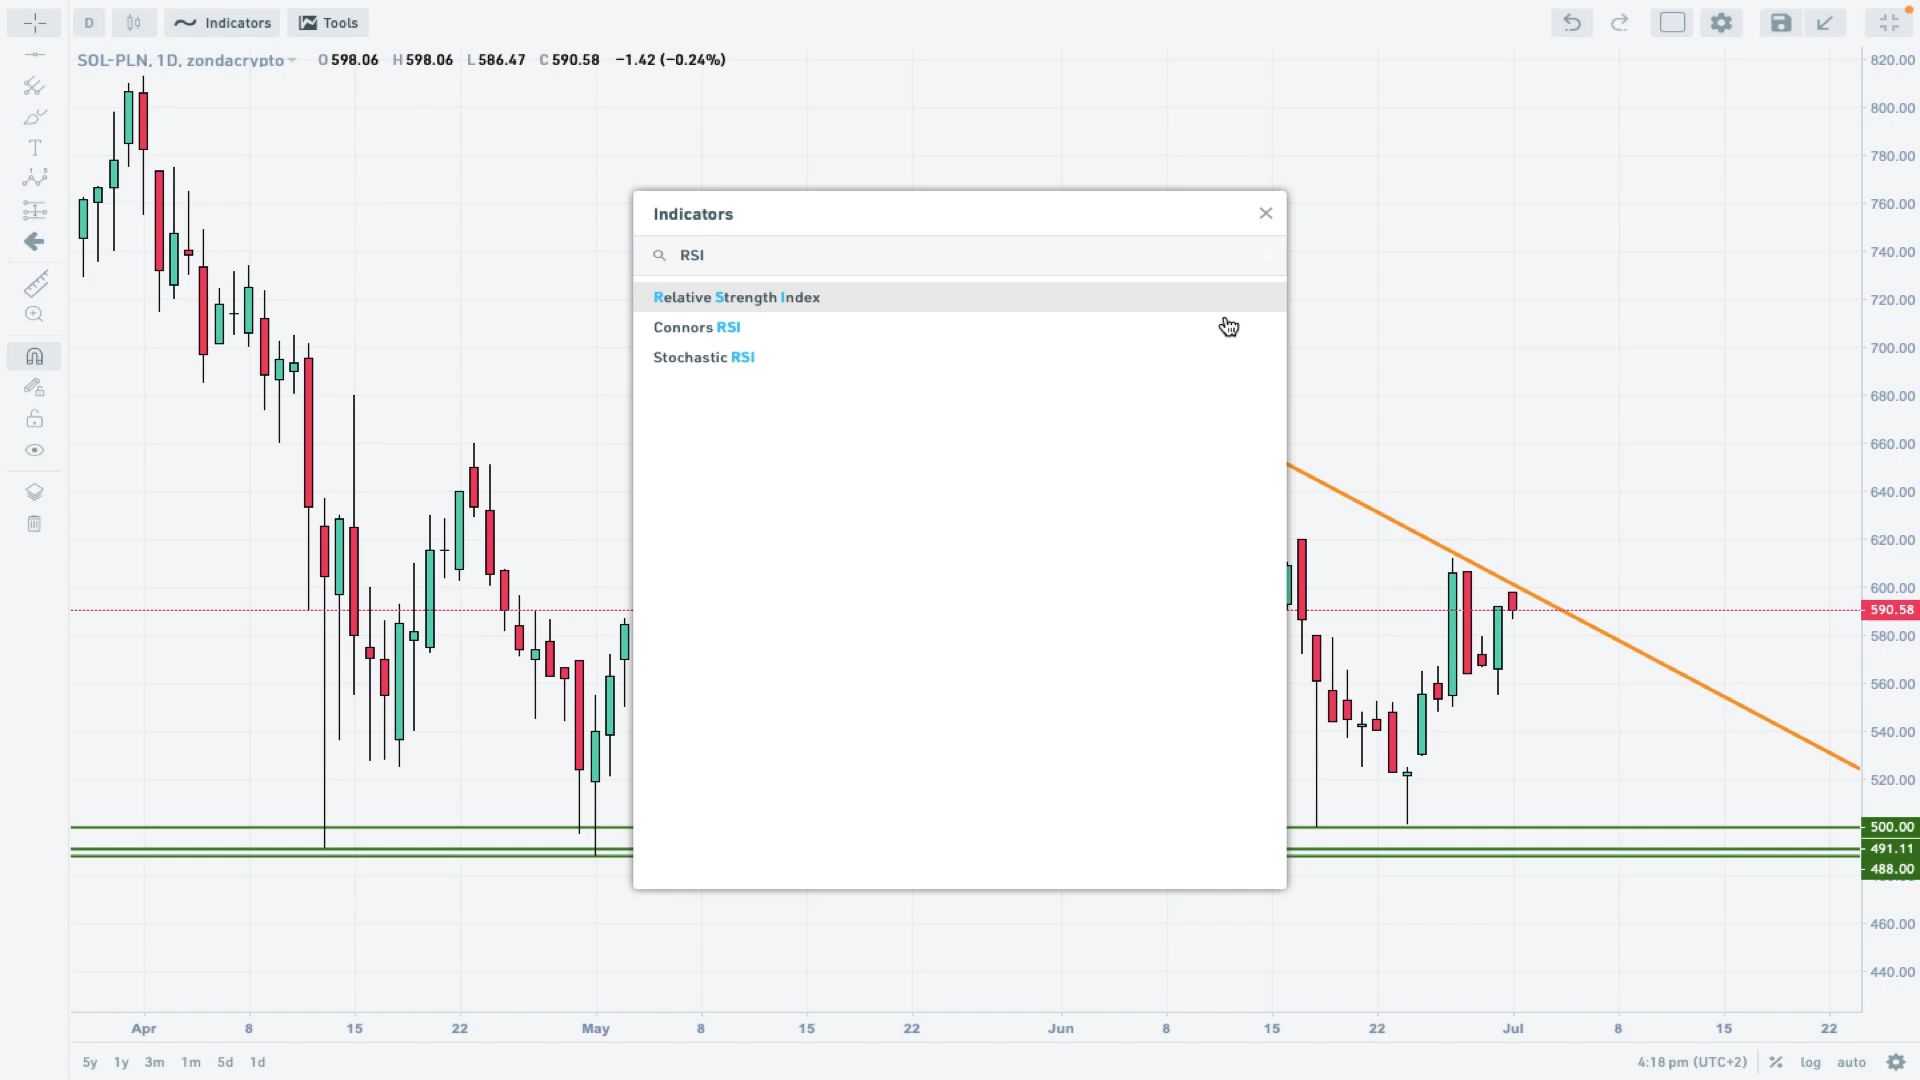 D Indicators Tools
SOL-PLN, 1D, zondacrypto O 598.06 H 598.06 L 586.47 C 590.58 −1.42 (−0.24%)
T
Indicators
RSI
Relative Strength Index
Connors RSI
Stochastic RSI
820.00
800.00
780.00
760.00
740.00
720.00
700.00
680.00
660.00
640.00
620.00
600.00
590.58
580.00
560.00
540.00
520.00
500.00
491.11
488.00
460.00
440.00
Apr 8 15 22 May 8 15 22 Jun 8 15 22 Jul 8 15 22
5y 1y 3m 1m 5d 1d 4:18 pm (UTC+2) % log auto